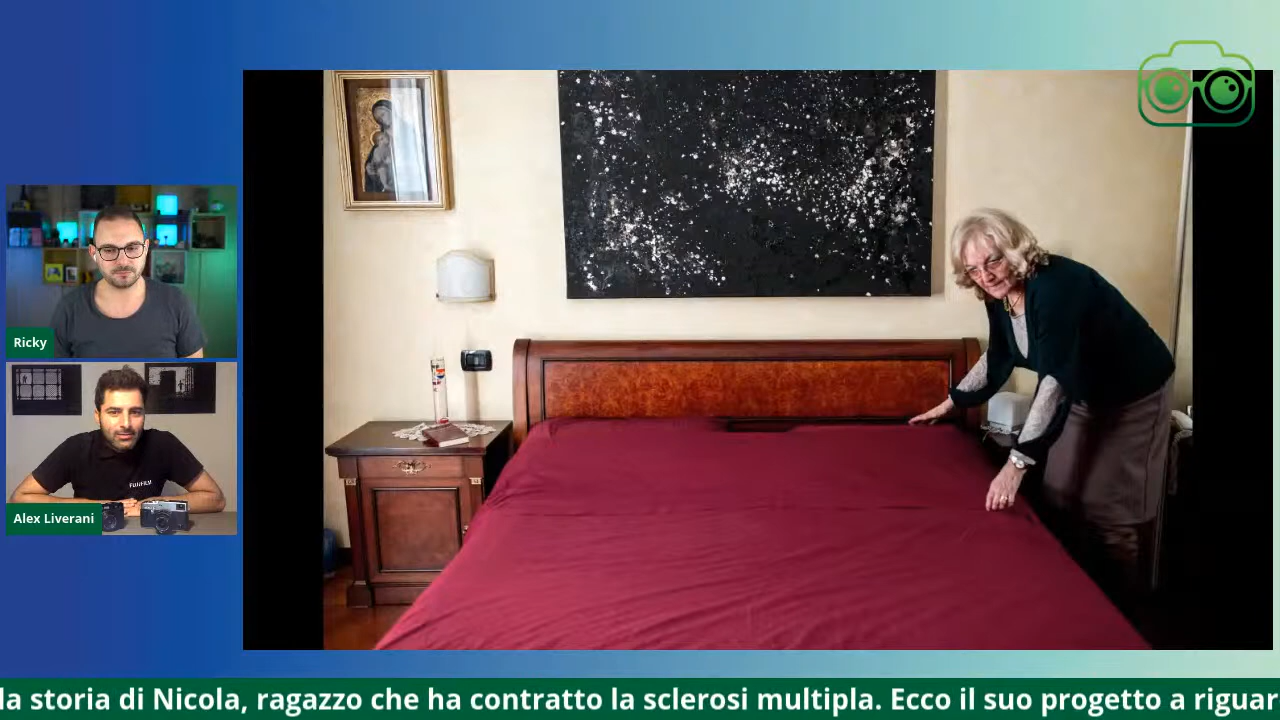 Ricky
FUJIFILM
Alex Liverani
la storia di Nicola, ragazzo che ha contratto la sclerosi multipla. Ecco il suo progetto a riguar